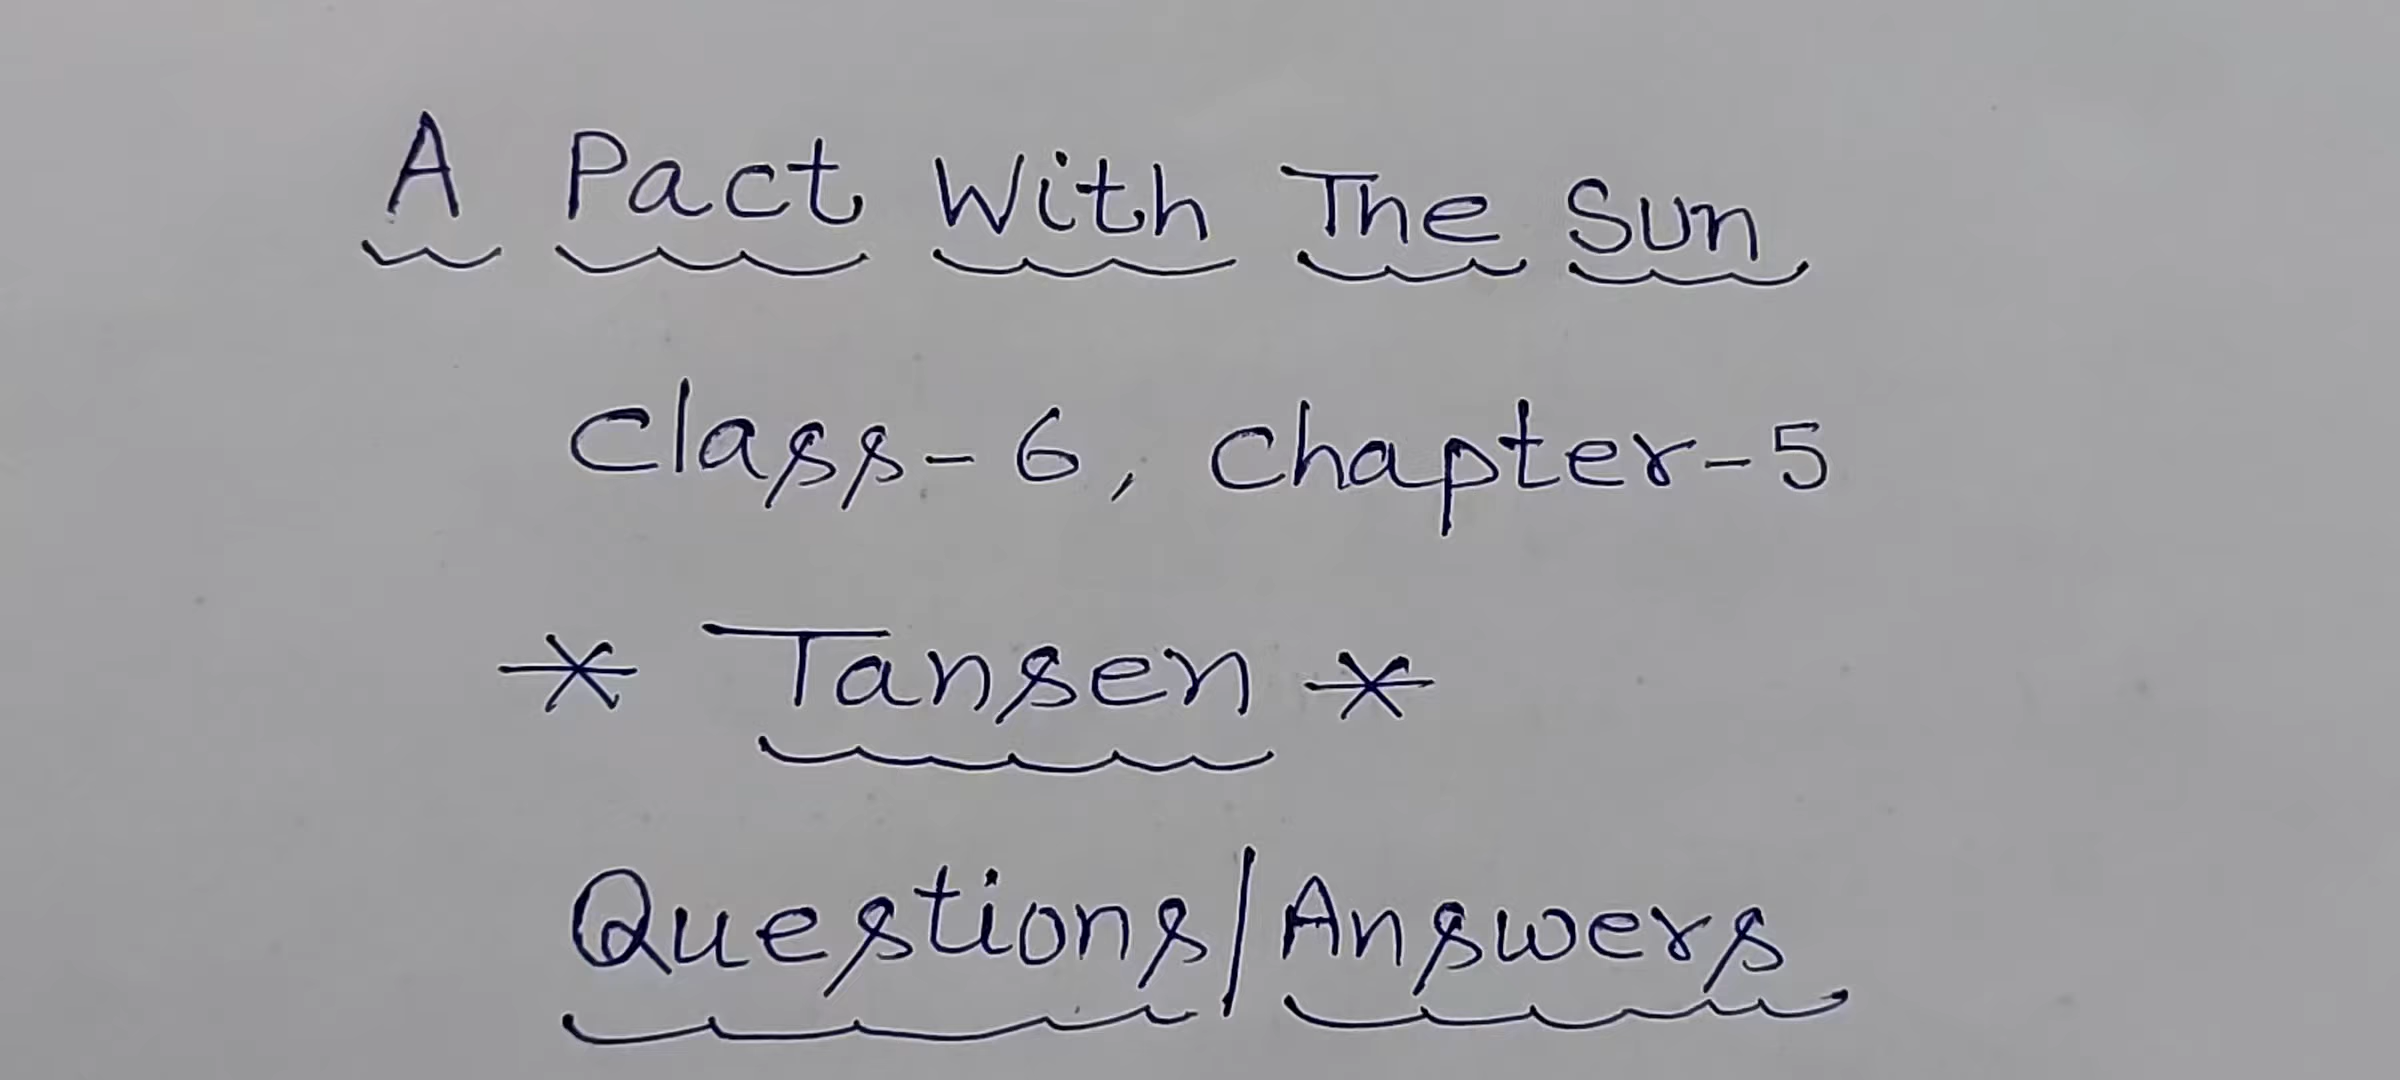 A Pact With The Sun
Class-6, Chapter-5
* Tansen *
Questions/Answers